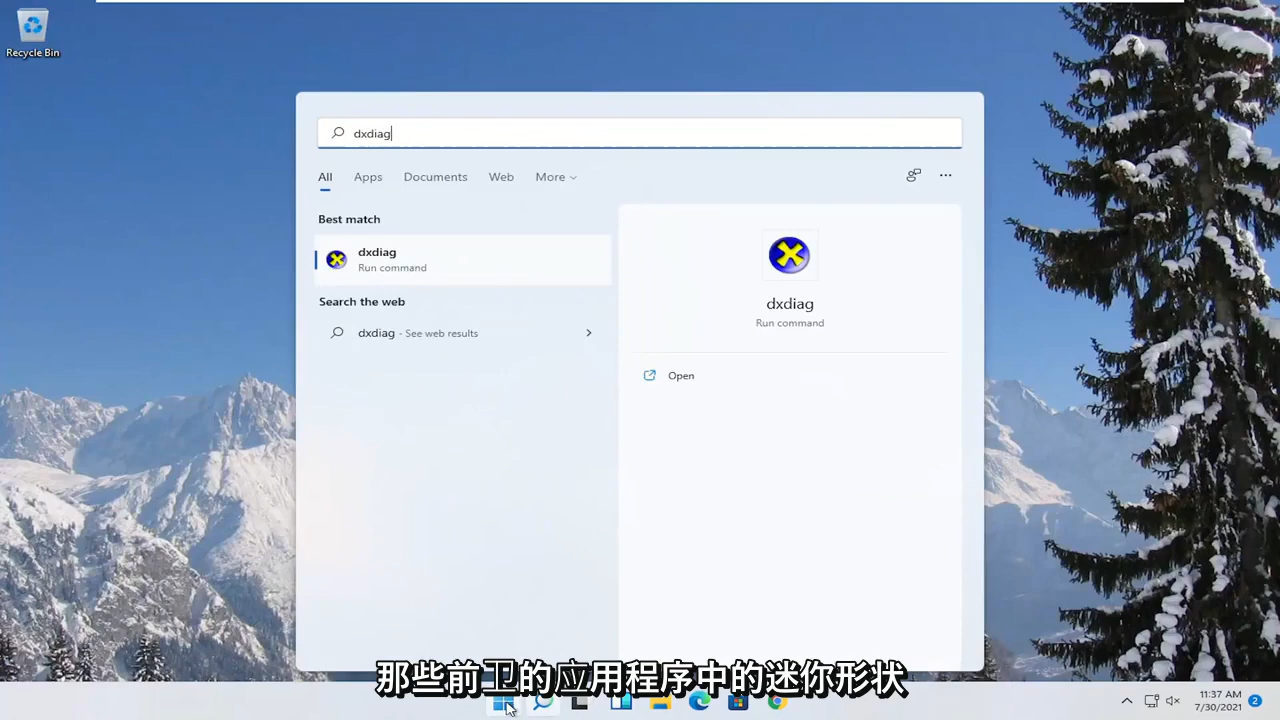 Recycle Bin
dxdiag
All Apps Documents Web More
Best match
dxdiag
Run command
Search the web
dxdiag - See web results
dxdiag
Run command
Open
那些前卫的应用程序中的迷你形状
11:37 AM
7/30/2021
2